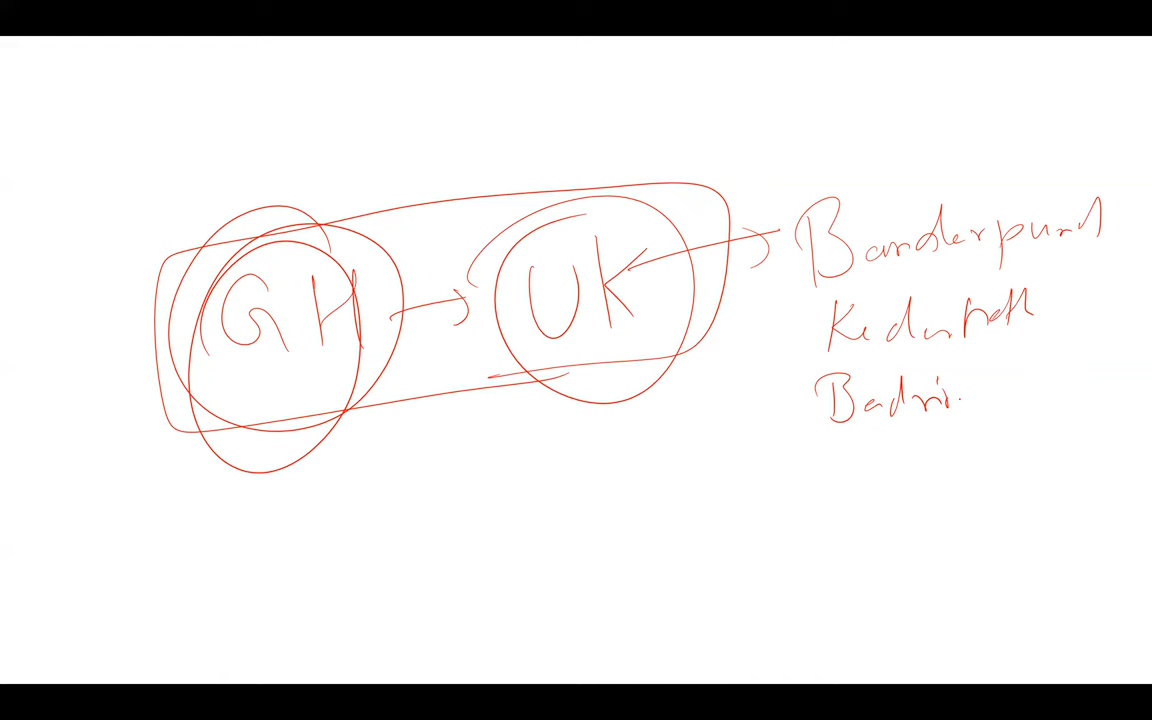 GH → UK → Banderpunch
Kedarnath
Badri.